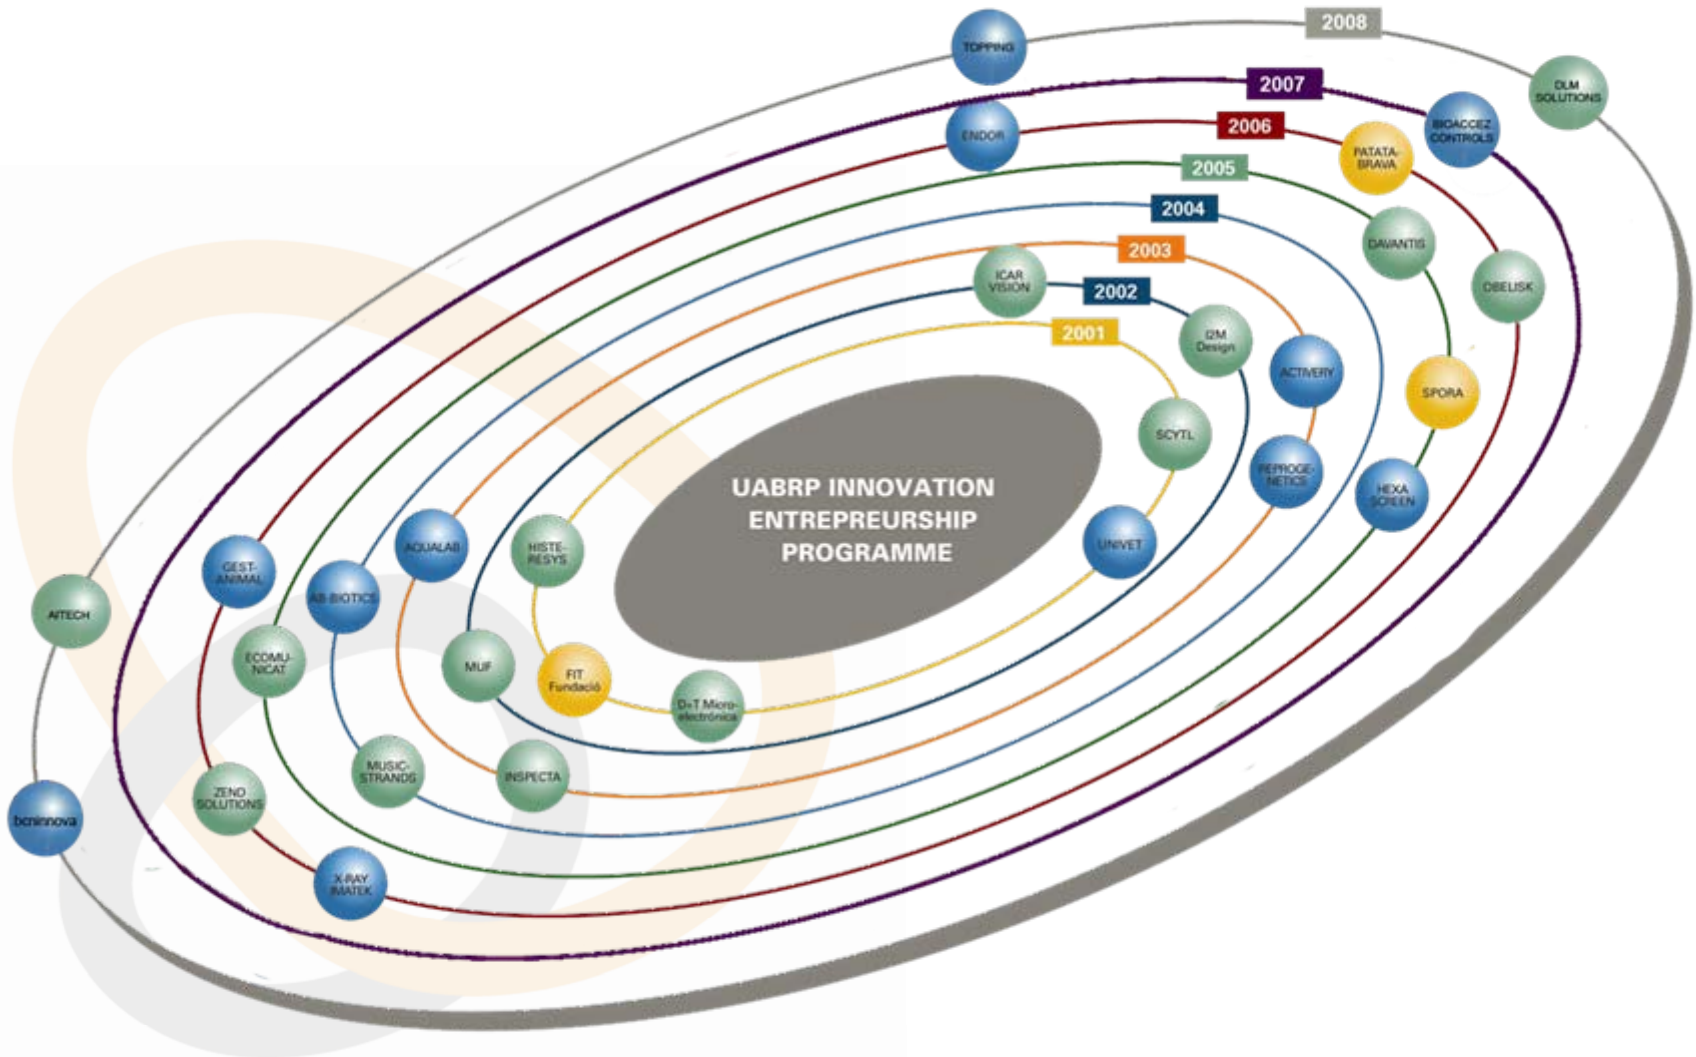 2008
TOPPING
DLM
SOLUTIONS
2007
BIOACCEZ
CONTROLS
2006
ENDOR
PATATA-
BRAVA
2005
2004
DAVANTIS
2003
ICAR
VISION
2002
OBELISK
2001
I2M
Design
ACTIVERY
SPORA
SCYTL
REPROGE-
NETICS
HEXA
SCREEN
UABRP INNOVATION
ENTREPREURSHIP
PROGRAMME
UNIVET
HISTE-
RESYS
AQUALAB
GEST-
ANIMAL
AB-BIOTICS
AITECH
ECOMU-
NICAT
MUF
FIT
Fundació
D+T Micro-
electrónica
MUSIC-
STRANDS
INSPECTA
ZENO
SOLUTIONS
bcninnova
X-RAY
IMATEK